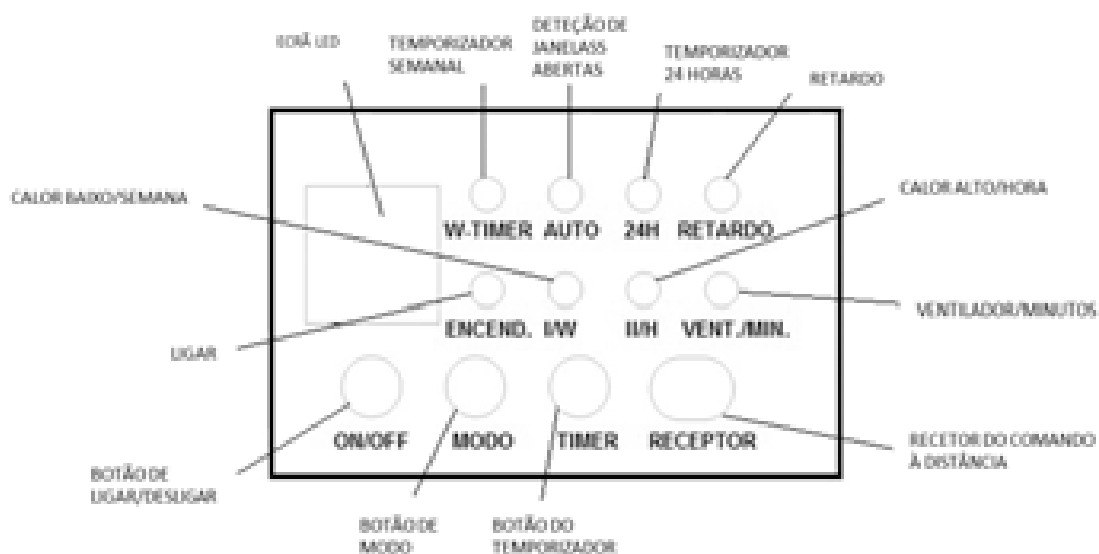 ECRÃ LED
TEMPORIZADOR
SEMANAL
DETEÇÃO DE
JANELASS
ABERTAS
TEMPORIZADOR
24 HORAS
RETARDO
CALOR BAIXO/SEMANA
CALOR ALTO/HORA
W-TIMER AUTO 24H RETARDO
ENCEND. I/W II/H VENT./MIN.
VENTILADOR/MINUTOS
LIGAR
ON/OFF MODO TIMER RECEPTOR
RECETOR DO COMANDO
À DISTÂNCIA
BOTÃO DE
LIGAR/DESLIGAR
BOTÃO DE
MODO
BOTÃO DO
TEMPORIZADOR